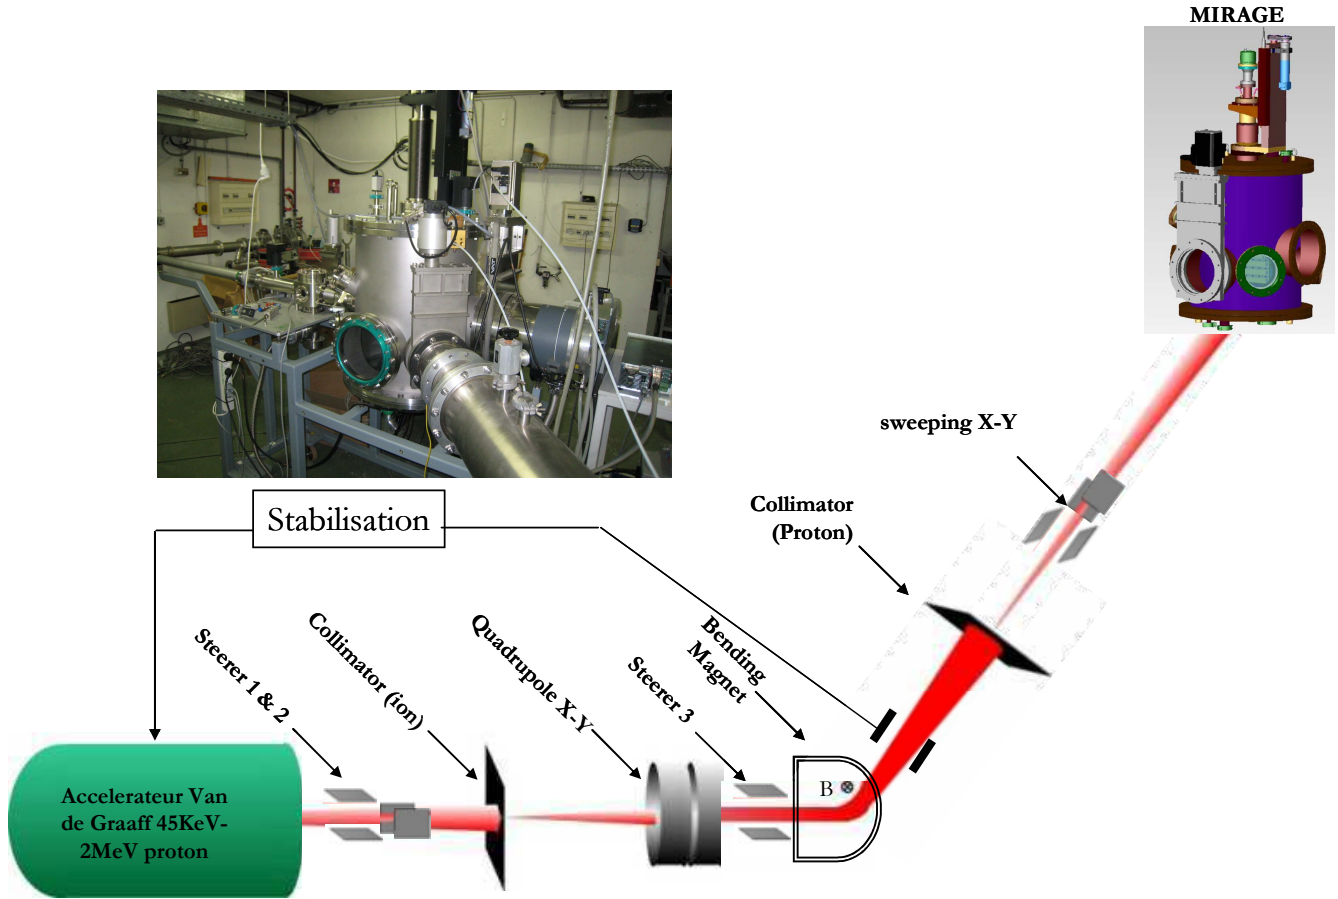 MIRAGE
sweeping X-Y
Collimator
(Proton)
Stabilisation
Steerer 1 & 2
Collimator (ion)
Quadrupole X-Y
Steerer 3
Bending
Magnet
B
Accelerateur Van
de Graaff 45KeV-
2MeV proton